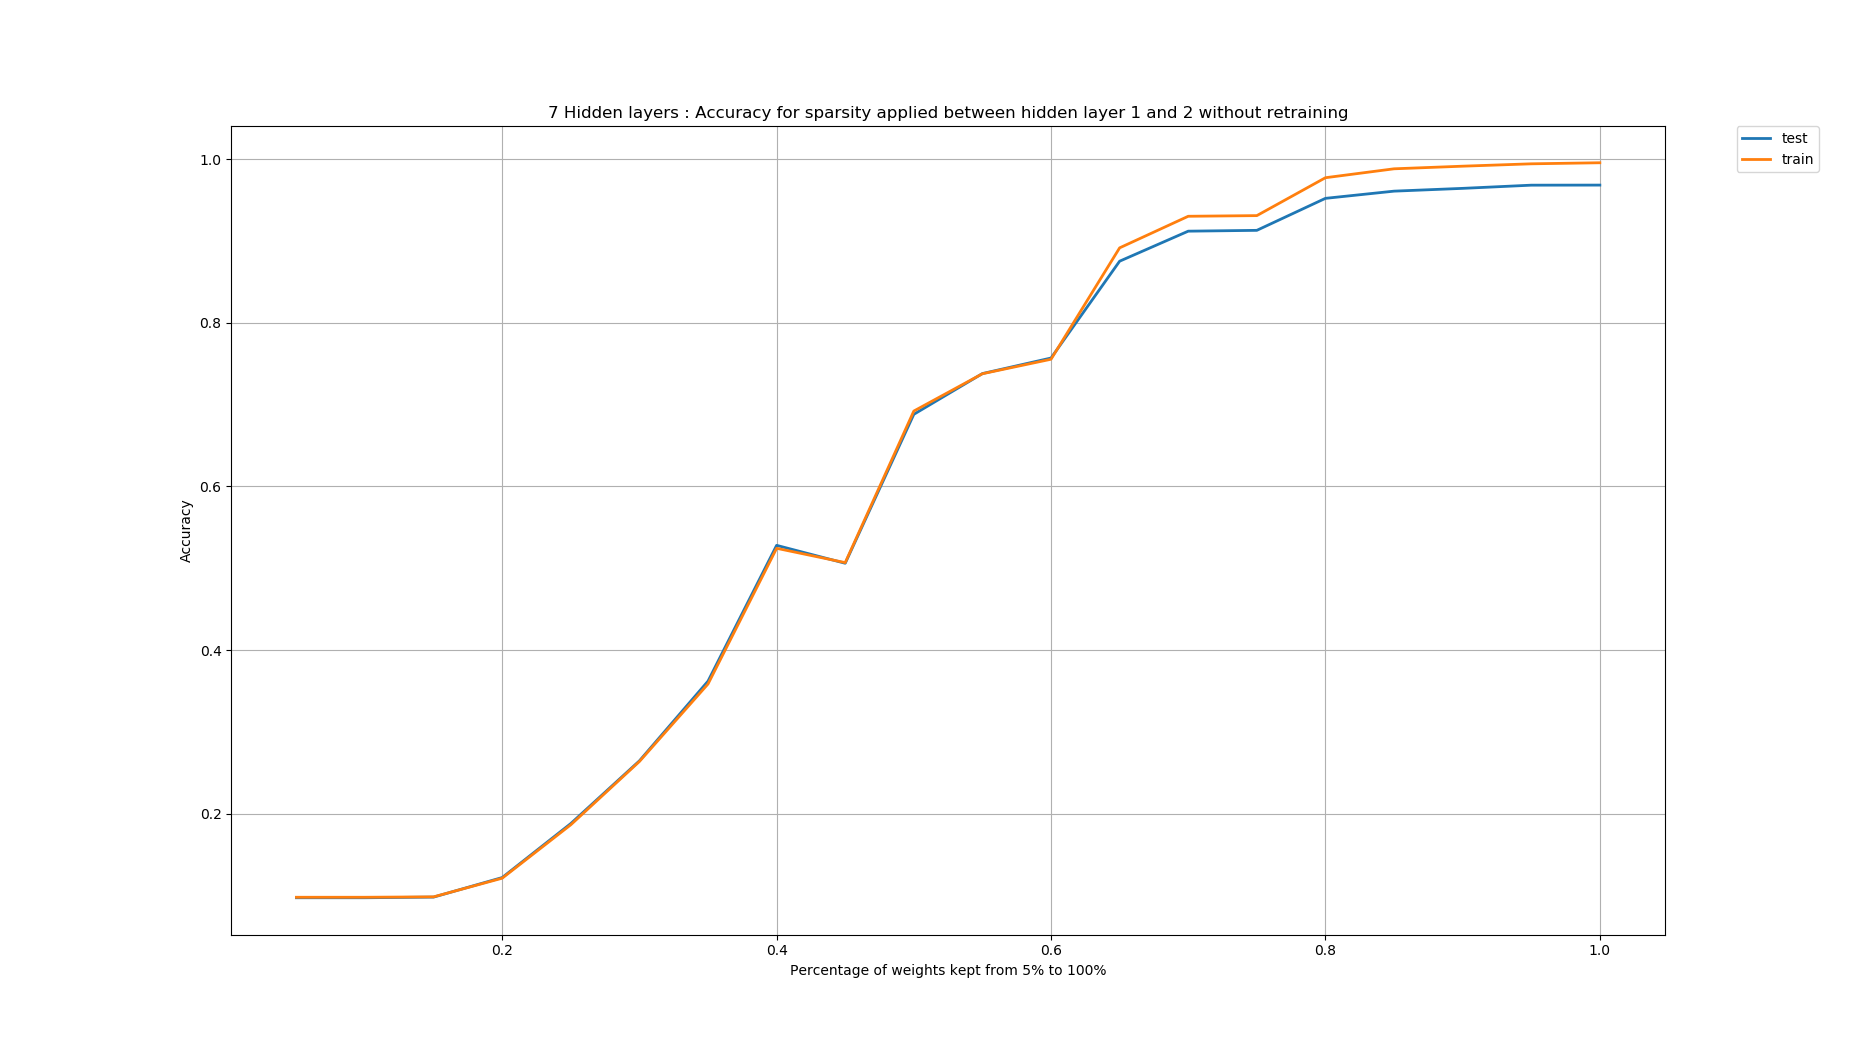 7 Hidden layers : Accuracy for sparsity applied between hidden layer 1 and 2 without retraining
test
train
1.0
0.8
0.6
0.4
0.2
Accuracy
0.2
0.4
0.6
0.8
1.0
Percentage of weights kept from 5% to 100%